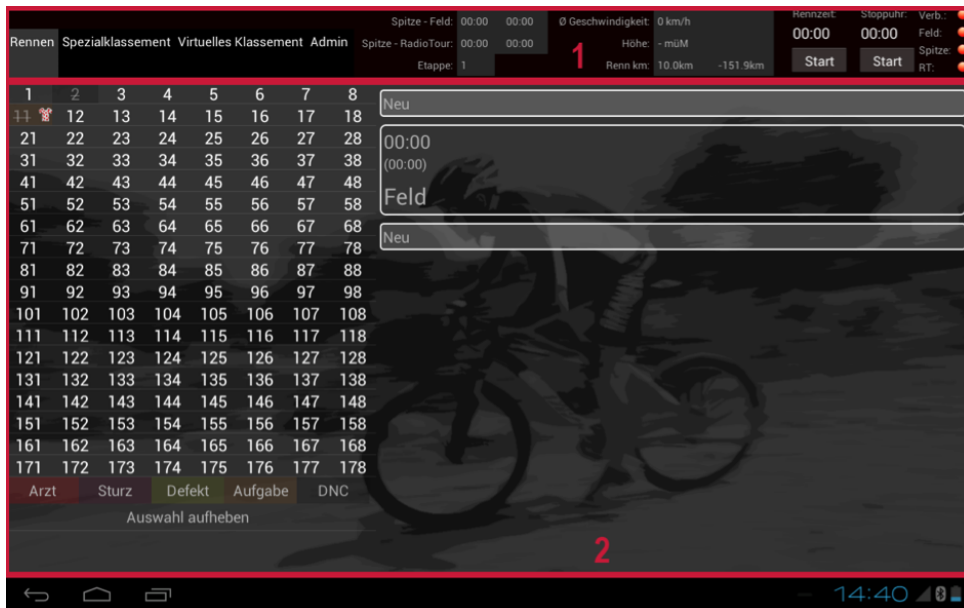 Rennen Spezialklassement Virtuelles Klassement Admin
Spitze - Feld: 00:00 00:00
Spitze - RadioTour: 00:00 00:00
Etappe: 1
Ø Geschwindigkeit: 0 km/h
Höhe: - müM
Renn km: 10.0km -151.9km
1
Rennzeit: Stoppuhr:
00:00 00:00
Start Start
Verb.:
Feld:
Spitze:
RT:
1 2 3 4 5 6 7 8
11 12 13 14 15 16 17 18
21 22 23 24 25 26 27 28
31 32 33 34 35 36 37 38
41 42 43 44 45 46 47 48
51 52 53 54 55 56 57 58
61 62 63 64 65 66 67 68
71 72 73 74 75 76 77 78
81 82 83 84 85 86 87 88
91 92 93 94 95 96 97 98
101 102 103 104 105 106 107 108
111 112 113 114 115 116 117 118
121 122 123 124 125 126 127 128
131 132 133 134 135 136 137 138
141 142 143 144 145 146 147 148
151 152 153 154 155 156 157 158
161 162 163 164 165 166 167 168
171 172 173 174 175 176 177 178
Arzt Sturz Defekt Aufgabe DNC
Auswahl aufheben
Neu
00:00
(00:00)
Feld
Neu
2
14:40